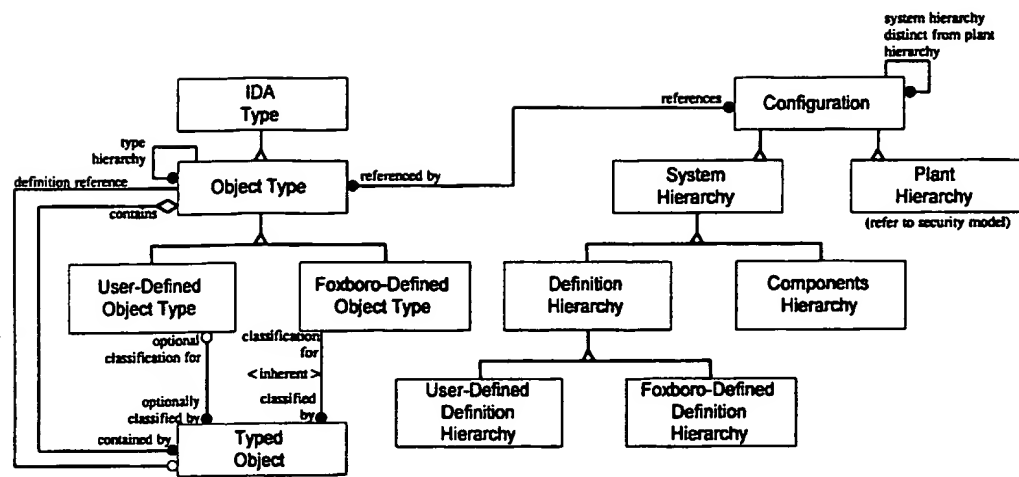 system hierarchy
distinct from plant
hierarchy
IDA
Type
references
Configuration
type
hierarchy
definition reference
Object Type
referenced by
System
Hierarchy
Plant
Hierarchy
contains
(refer to security model)
User-Defined
Object Type
Foxboro-Defined
Object Type
Definition
Hierarchy
Components
Hierarchy
optional
classification for
classification
for
< inherent >
optionally
classified by
classified
by
User-Defined
Definition
Hierarchy
Foxboro-Defined
Definition
Hierarchy
contained by
Typed
Object